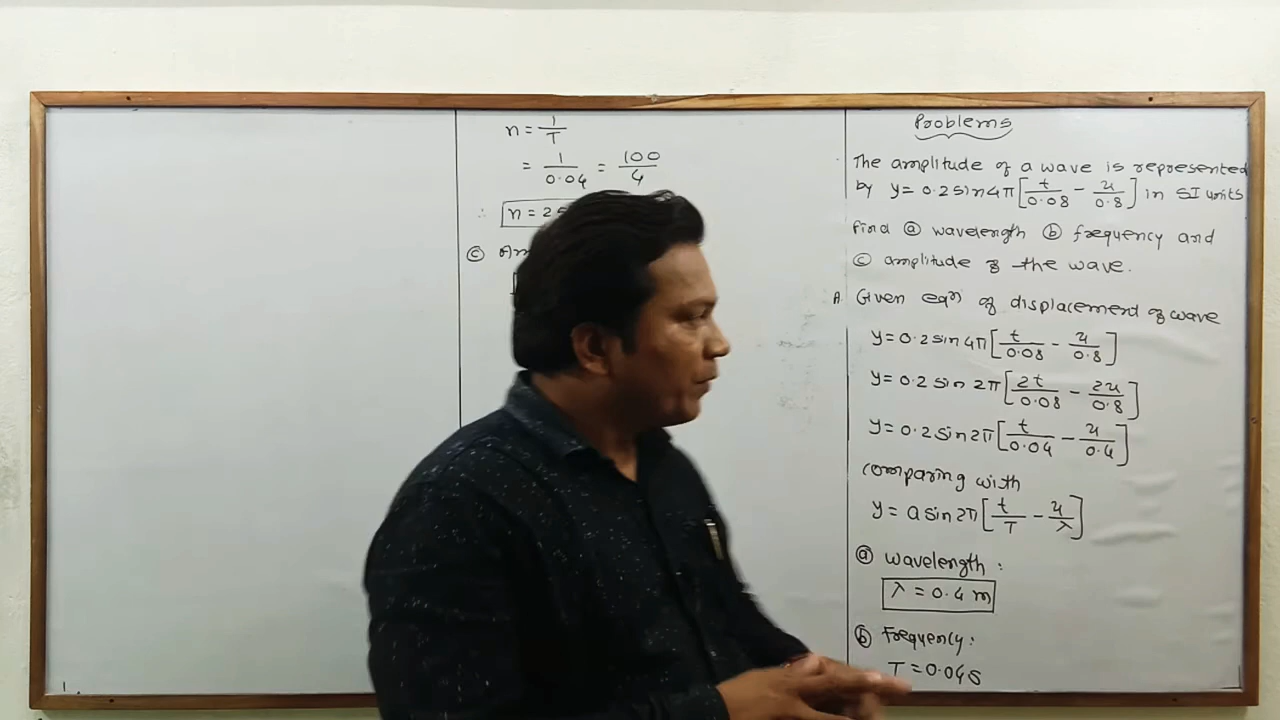 Problems
The amplitude of a wave is represented
by y = 0.2 sin 4π [t/0.08 - x/0.8] in SI units
Find ⓐ wavelength ⓑ frequency and
ⓒ amplitude of the wave.
A. Given eqn of displacement of wave
y = 0.2 sin 4π [t/0.08 - x/0.8]
y = 0.2 sin 2π [2t/0.08 - 2x/0.8]
y = 0.2 sin 2π [t/0.04 - x/0.4]
comparing with
y = a sin 2π [t/T - x/λ]
ⓐ wavelength :
λ = 0.4 m
ⓑ Frequency :
T = 0.04 s
n = 1/T
= 1/0.04 = 100/4
∴ n = 2
ⓒ